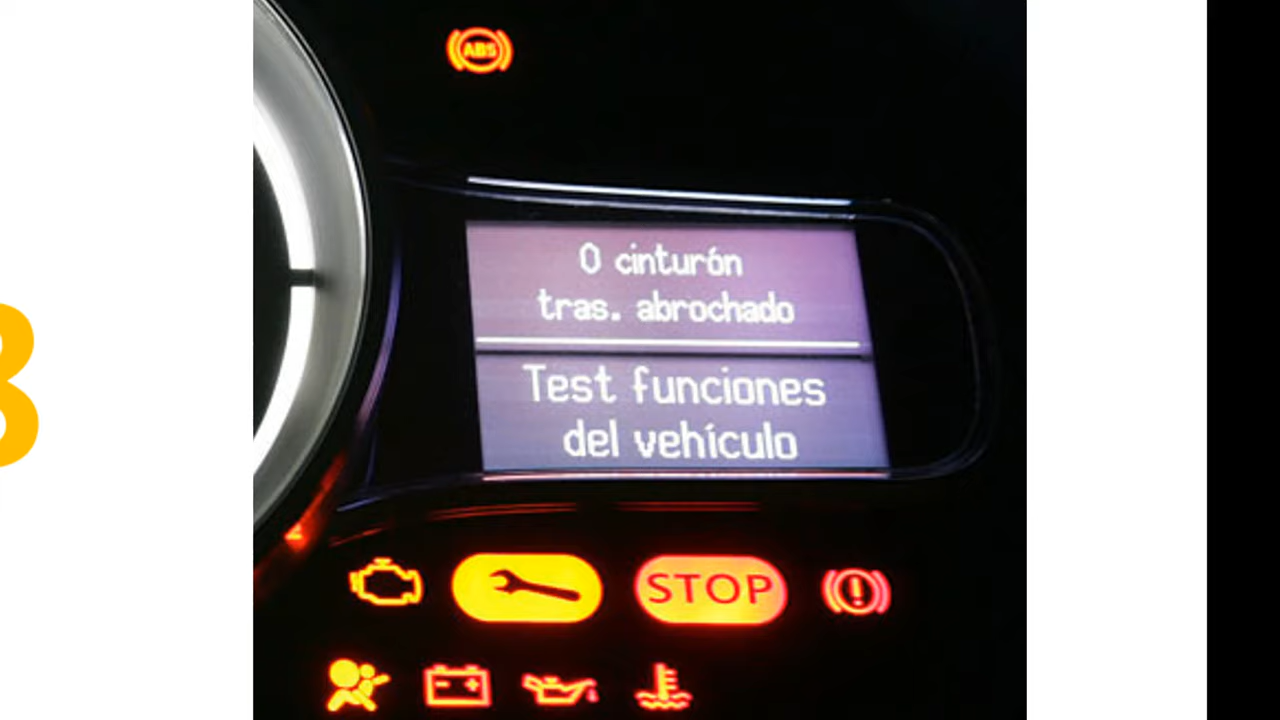 ABS
0 cinturón
tras. abrochado
Test funciones
del vehículo
STOP